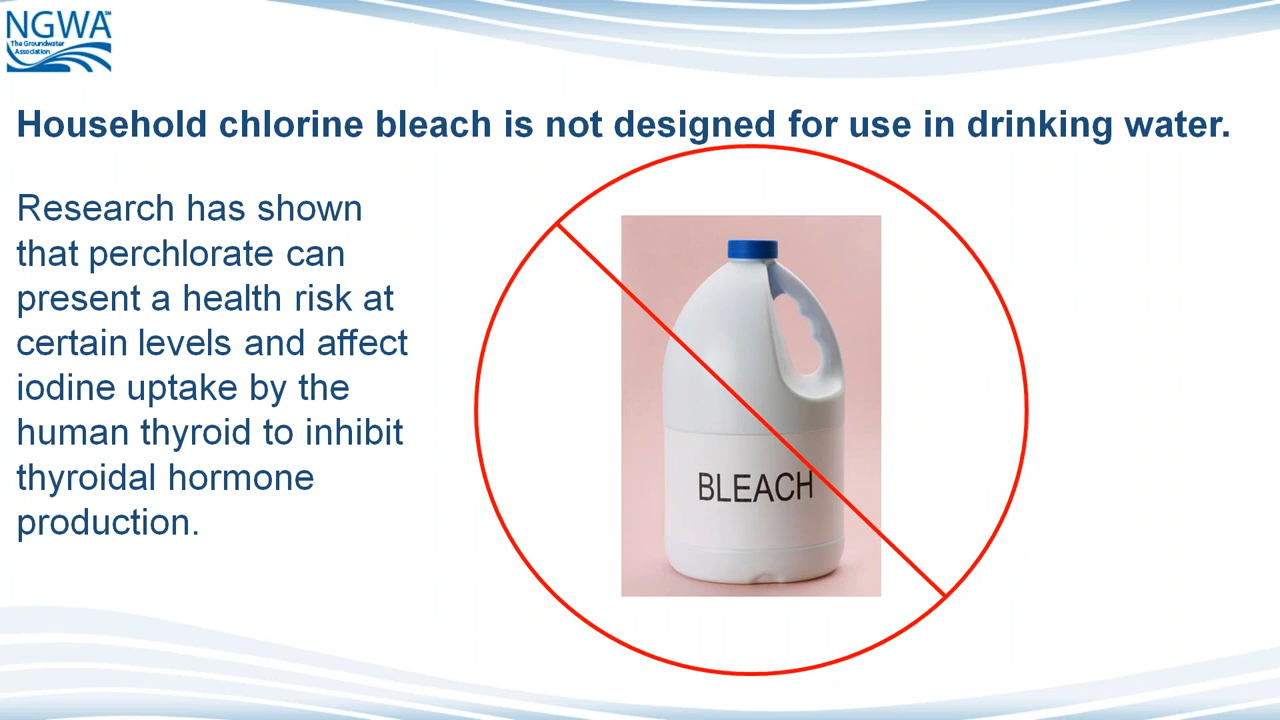 NGWA℠
The Groundwater
Association
Household chlorine bleach is not designed for use in drinking water.
Research has shown
that perchlorate can
present a health risk at
certain levels and affect
iodine uptake by the
human thyroid to inhibit
thyroidal hormone
production.
BLEACH